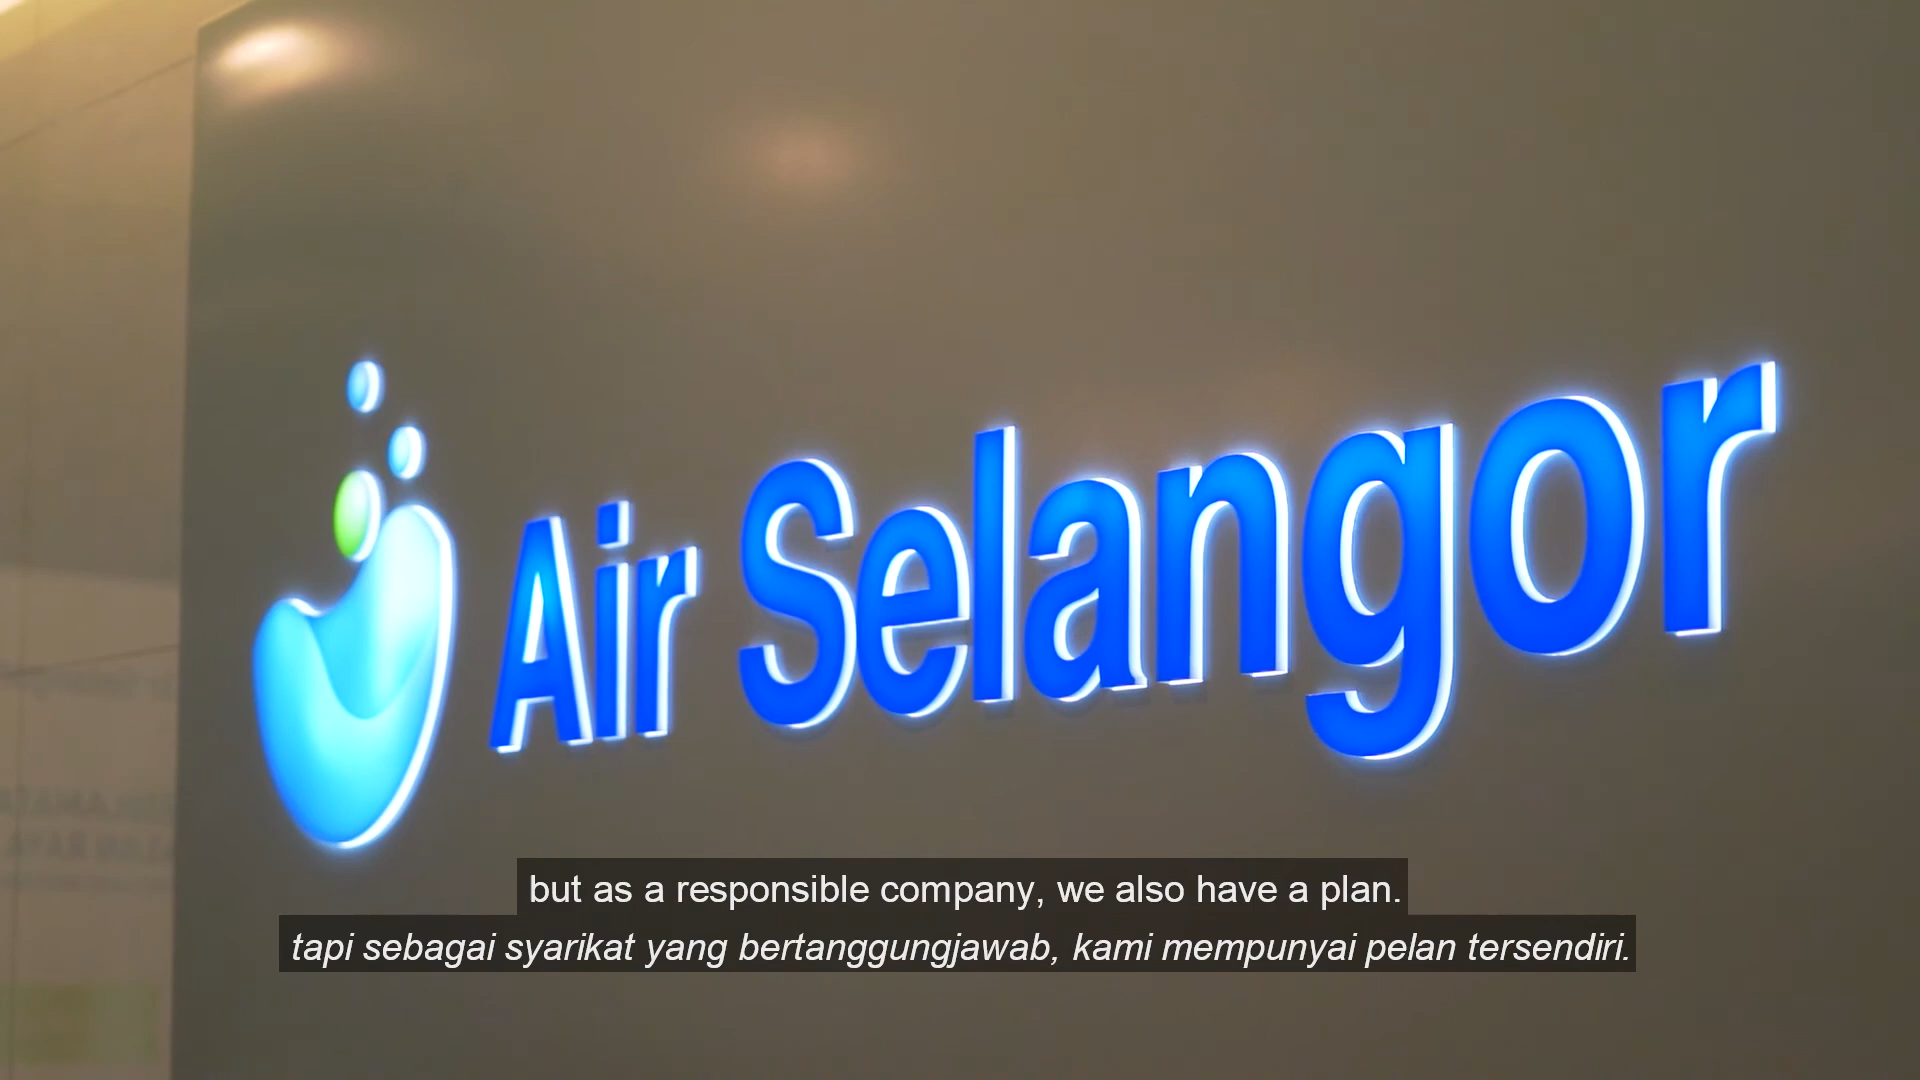 Air Selangor
but as a responsible company, we also have a plan.
tapi sebagai syarikat yang bertanggungjawab, kami mempunyai pelan tersendiri.